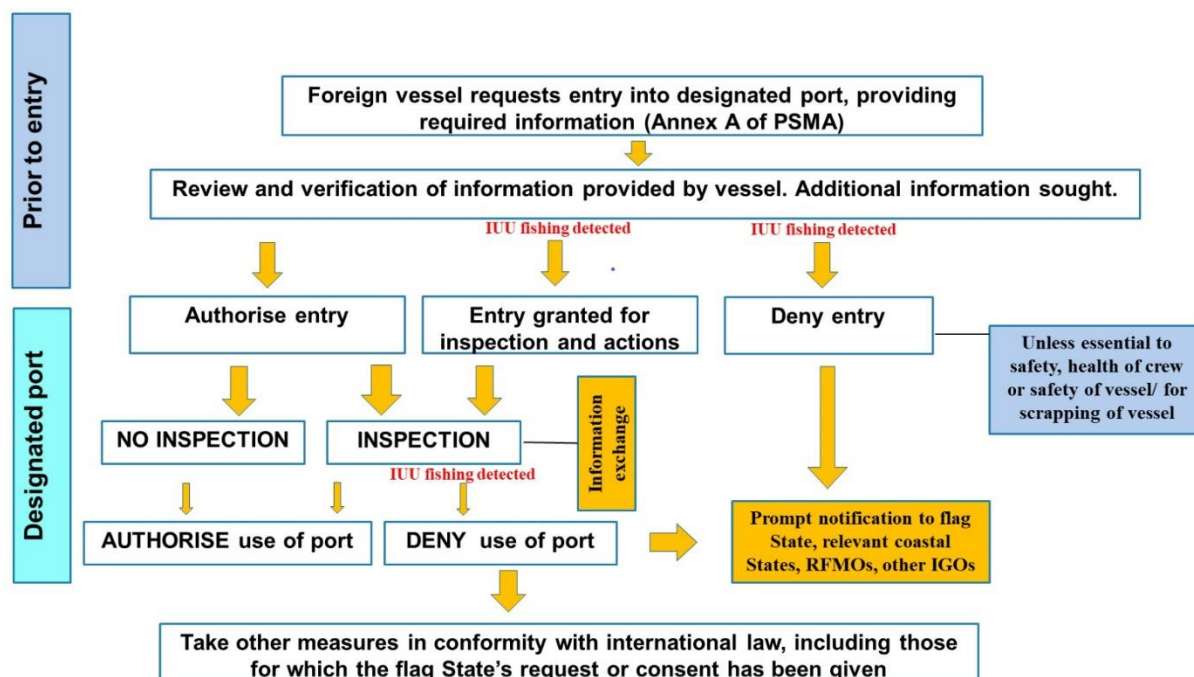 Prior to entry
Foreign vessel requests entry into designated port, providing
required information (Annex A of PSMA)
Review and verification of information provided by vessel. Additional information sought.
IUU fishing detected
IUU fishing detected
Authorise entry
Entry granted for
inspection and actions
Deny entry
Unless essential to
safety, health of crew
or safety of vessel/ for
scrapping of vessel
Designated port
NO INSPECTION
INSPECTION
Information
exchange
IUU fishing detected
AUTHORISE use of port
DENY use of port
Prompt notification to flag
State, relevant coastal
States, RFMOs, other IGOs
Take other measures in conformity with international law, including those
for which the flag State's request or consent has been given